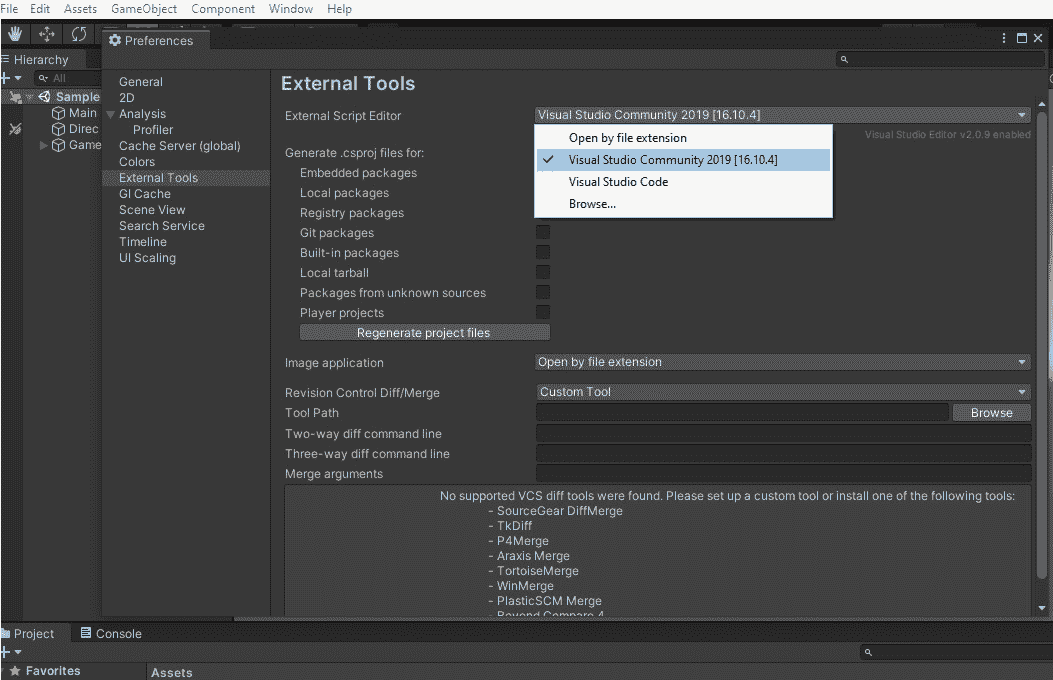 File Edit Assets GameObject Component Window Help
Preferences
Hierarchy
All
Sample
Main
Direc
Game
General
2D
Analysis
Profiler
Cache Server (global)
Colors
External Tools
GI Cache
Scene View
Search Service
Timeline
UI Scaling
External Tools
External Script Editor Visual Studio Community 2019 [16.10.4]
Open by file extension
Visual Studio Editor v2.0.9 enabled
Visual Studio Community 2019 [16.10.4]
Visual Studio Code
Browse...
Generate .csproj files for:
Embedded packages
Local packages
Registry packages
Git packages
Built-in packages
Local tarball
Packages from unknown sources
Player projects
Regenerate project files
Image application Open by file extension
Revision Control Diff/Merge Custom Tool
Tool Path Browse
Two-way diff command line
Three-way diff command line
Merge arguments
No supported VCS diff tools were found. Please set up a custom tool or install one of the following tools:
- SourceGear DiffMerge
- TkDiff
- P4Merge
- Araxis Merge
- TortoiseMerge
- WinMerge
- PlasticSCM Merge
- Beyond Compare 4
Project Console
Favorites Assets